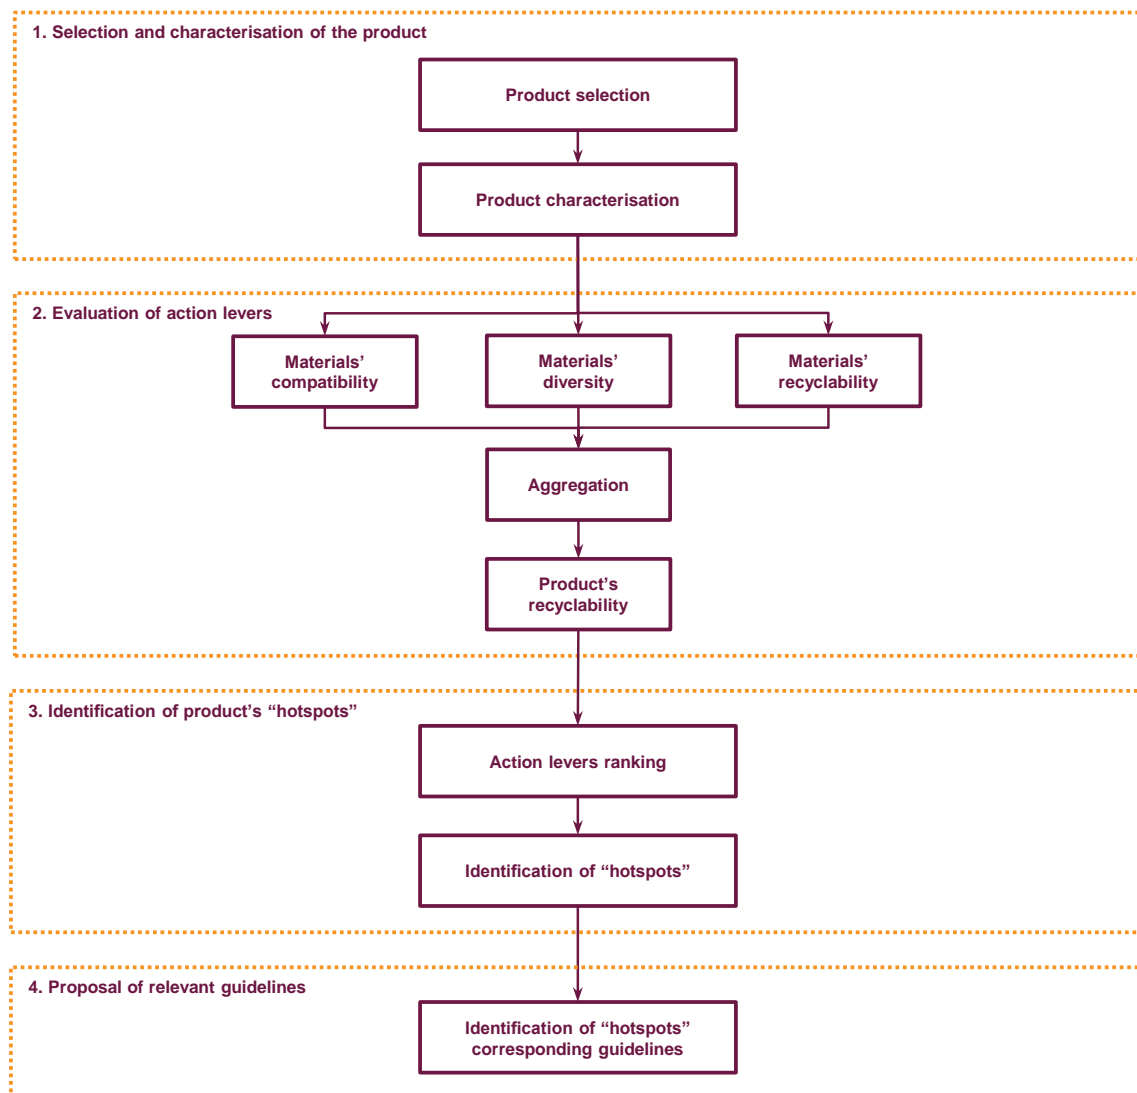 1. Selection and characterisation of the product
Product selection
Product characterisation
2. Evaluation of action levers
Materials’
compatibility
Materials’
diversity
Materials’
recyclability
Aggregation
Product’s
recyclability
3. Identification of product’s “hotspots”
Action levers ranking
Identification of “hotspots”
4. Proposal of relevant guidelines
Identification of “hotspots”
corresponding guidelines